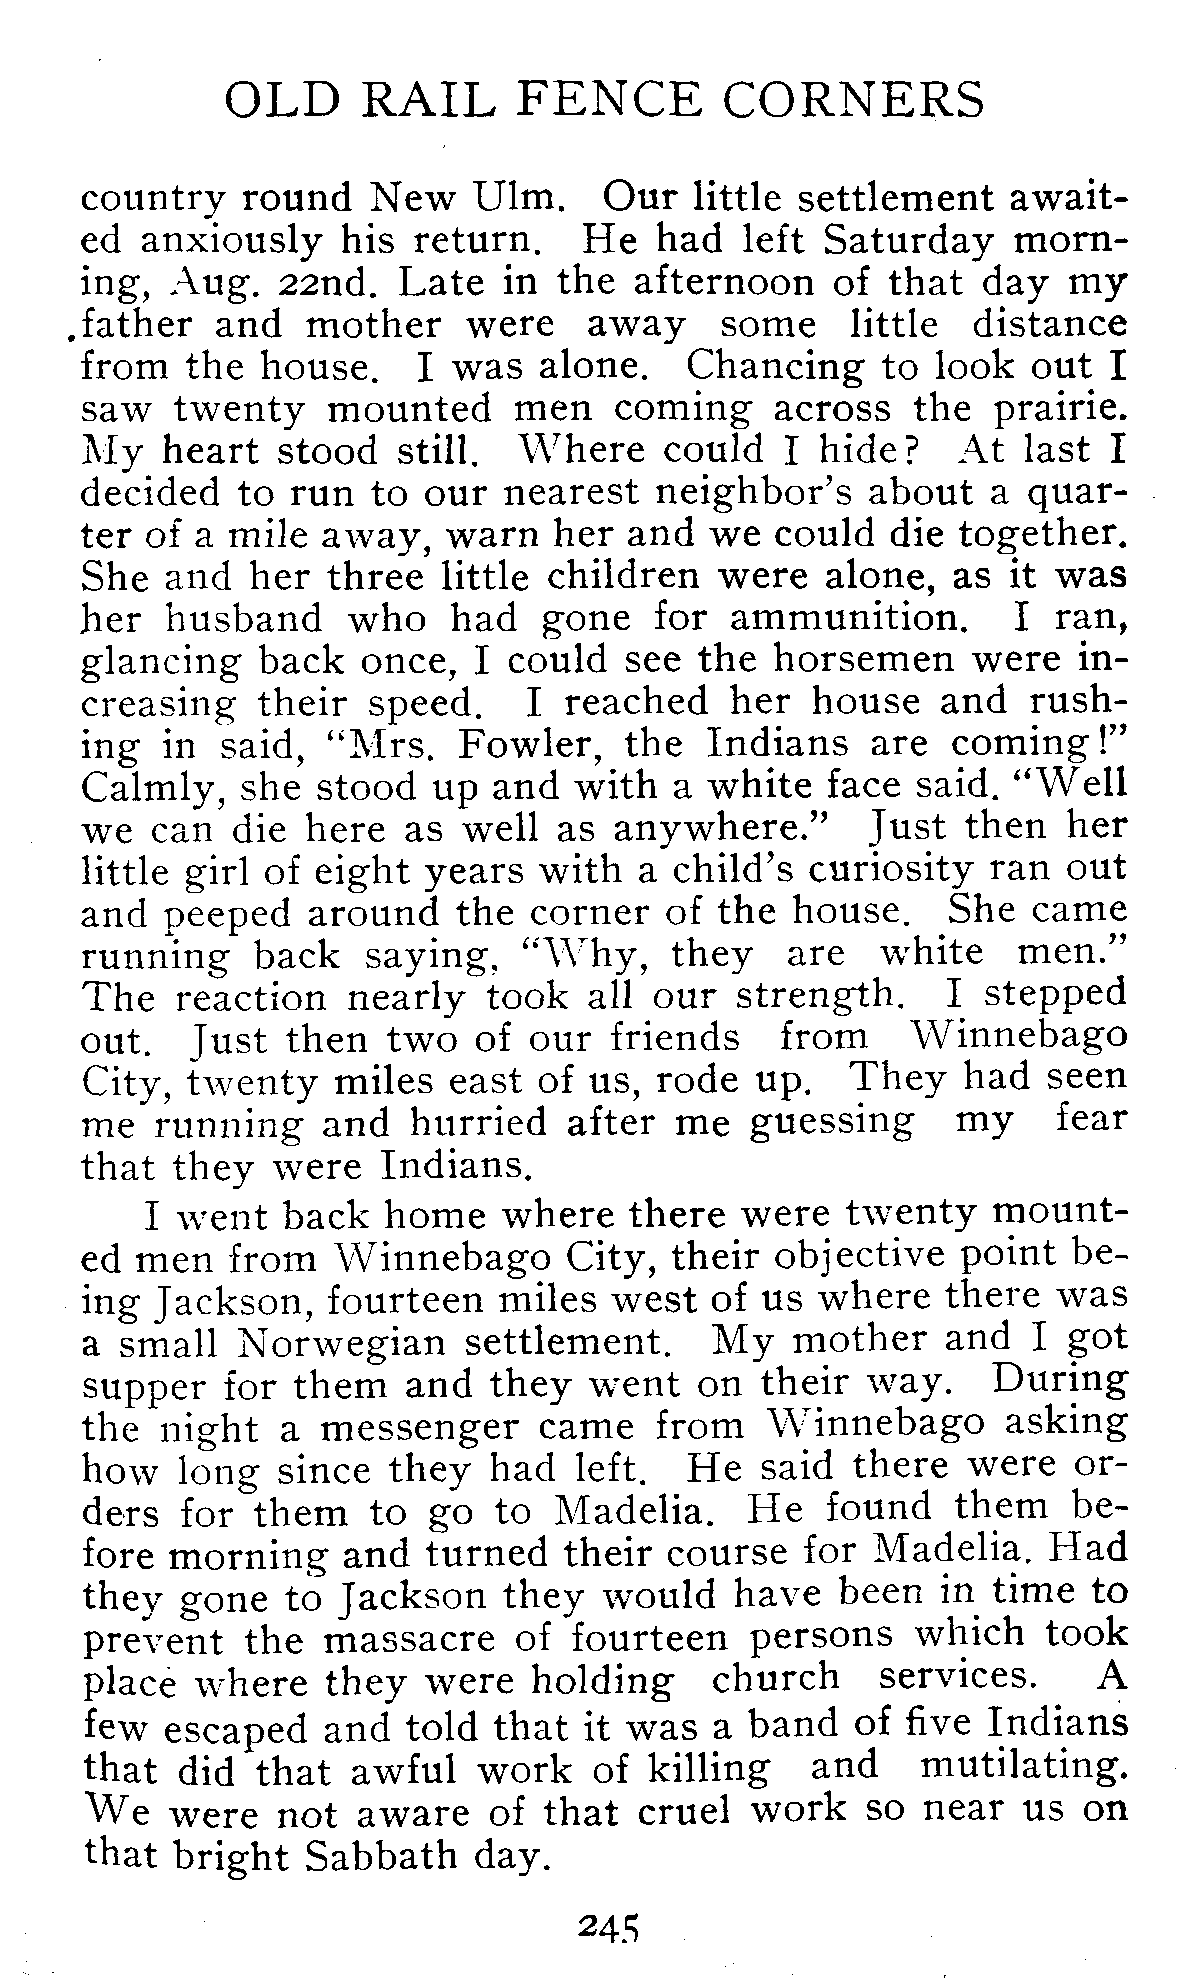 OLD RAIL FENCE CORNERS
country round New Ulm. Our little settlement await-
ed anxiously his return. He had left Saturday morn-
ing, Aug. 22nd. Late in the afternoon of that day my
father and mother were away some little distance
from the house. I was alone. Chancing to look out I
saw twenty mounted men coming across the prairie.
My heart stood still. Where could I hide? At last I
decided to run to our nearest neighbor's about a quar-
ter of a mile away, warn her and we could die together.
She and her three little children were alone, as it was
her husband who had gone for ammunition. I ran,
glancing back once, I could see the horsemen were in-
creasing their speed. I reached her house and rush-
ing in said, "Mrs. Fowler, the Indians are coming!"
Calmly, she stood up and with a white face said. "Well
we can die here as well as anywhere." Just then her
little girl of eight years with a child's curiosity ran out
and peeped around the corner of the house. She came
running back saying, "Why, they are white men."
The reaction nearly took all our strength. I stepped
out. Just then two of our friends from Winnebago
City, twenty miles east of us, rode up. They had seen
me running and hurried after me guessing my fear
that they were Indians.
I went back home where there were twenty mount-
ed men from Winnebago City, their objective point be-
ing Jackson, fourteen miles west of us where there was
a small Norwegian settlement. My mother and I got
supper for them and they went on their way. During
the night a messenger came from Winnebago asking
how long since they had left. He said there were or-
ders for them to go to Madelia. He found them be-
fore morning and turned their course for Madelia. Had
they gone to Jackson they would have been in time to
prevent the massacre of fourteen persons which took
place where they were holding church services. A
few escaped and told that it was a band of five Indians
that did that awful work of killing and mutilating.
We were not aware of that cruel work so near us on
that bright Sabbath day.
245